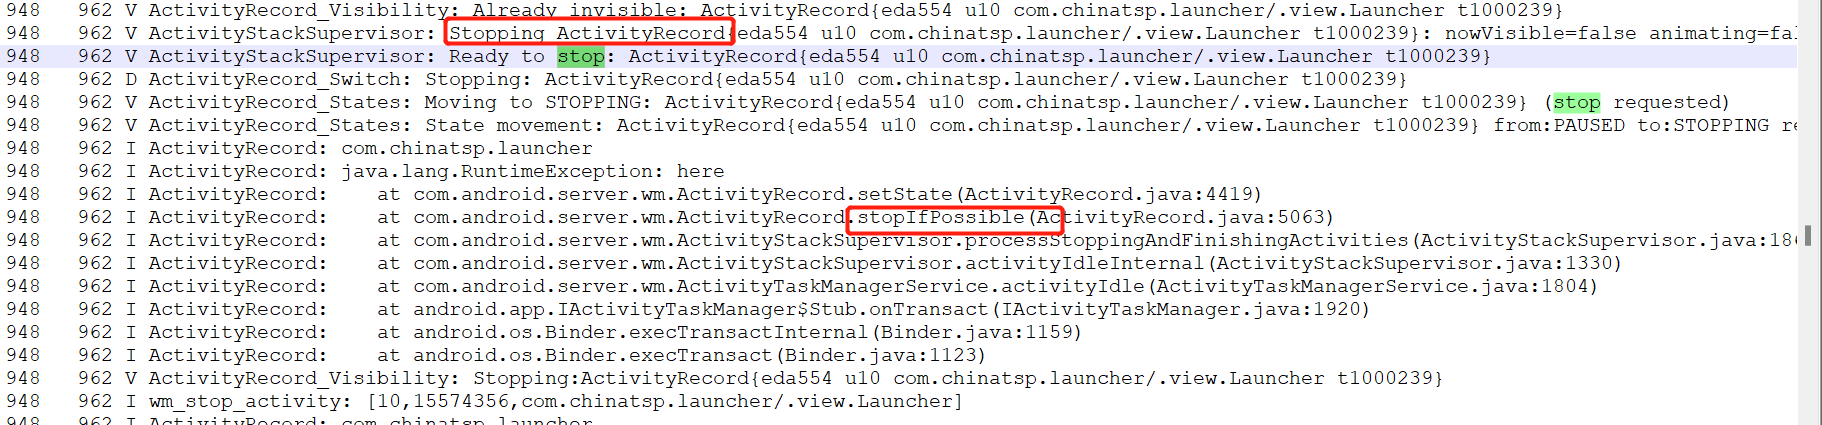 948 962 V ActivityRecord_Visibility: Already invisible: ActivityRecord{eda554 u10 com.chinatsp.launcher/.view.Launcher t1000239}
948 962 V ActivityStackSupervisor: Stopping ActivityRecord{eda554 u10 com.chinatsp.launcher/.view.Launcher t1000239}: nowVisible=false animating=fal
948 962 V ActivityStackSupervisor: Ready to stop: ActivityRecord{eda554 u10 com.chinatsp.launcher/.view.Launcher t1000239}
948 962 D ActivityRecord_Switch: Stopping: ActivityRecord{eda554 u10 com.chinatsp.launcher/.view.Launcher t1000239}
948 962 V ActivityRecord_States: Moving to STOPPING: ActivityRecord{eda554 u10 com.chinatsp.launcher/.view.Launcher t1000239} (stop requested)
948 962 V ActivityRecord_States: State movement: ActivityRecord{eda554 u10 com.chinatsp.launcher/.view.Launcher t1000239} from:PAUSED to:STOPPING re
948 962 I ActivityRecord: com.chinatsp.launcher
948 962 I ActivityRecord: java.lang.RuntimeException: here
948 962 I ActivityRecord: at com.android.server.wm.ActivityRecord.setState(ActivityRecord.java:4419)
948 962 I ActivityRecord: at com.android.server.wm.ActivityRecord.stopIfPossible(ActivityRecord.java:5063)
948 962 I ActivityRecord: at com.android.server.wm.ActivityStackSupervisor.processStoppingAndFinishingActivities(ActivityStackSupervisor.java:186
948 962 I ActivityRecord: at com.android.server.wm.ActivityStackSupervisor.activityIdleInternal(ActivityStackSupervisor.java:1330)
948 962 I ActivityRecord: at com.android.server.wm.ActivityTaskManagerService.activityIdle(ActivityTaskManagerService.java:1804)
948 962 I ActivityRecord: at android.app.IActivityTaskManager$Stub.onTransact(IActivityTaskManager.java:1920)
948 962 I ActivityRecord: at android.os.Binder.execTransactInternal(Binder.java:1159)
948 962 I ActivityRecord: at android.os.Binder.execTransact(Binder.java:1123)
948 962 V ActivityRecord_Visibility: Stopping:ActivityRecord{eda554 u10 com.chinatsp.launcher/.view.Launcher t1000239}
948 962 I wm_stop_activity: [10,15574356,com.chinatsp.launcher/.view.Launcher]
948 962 I ActivityRecord: com.chinatsp.launcher